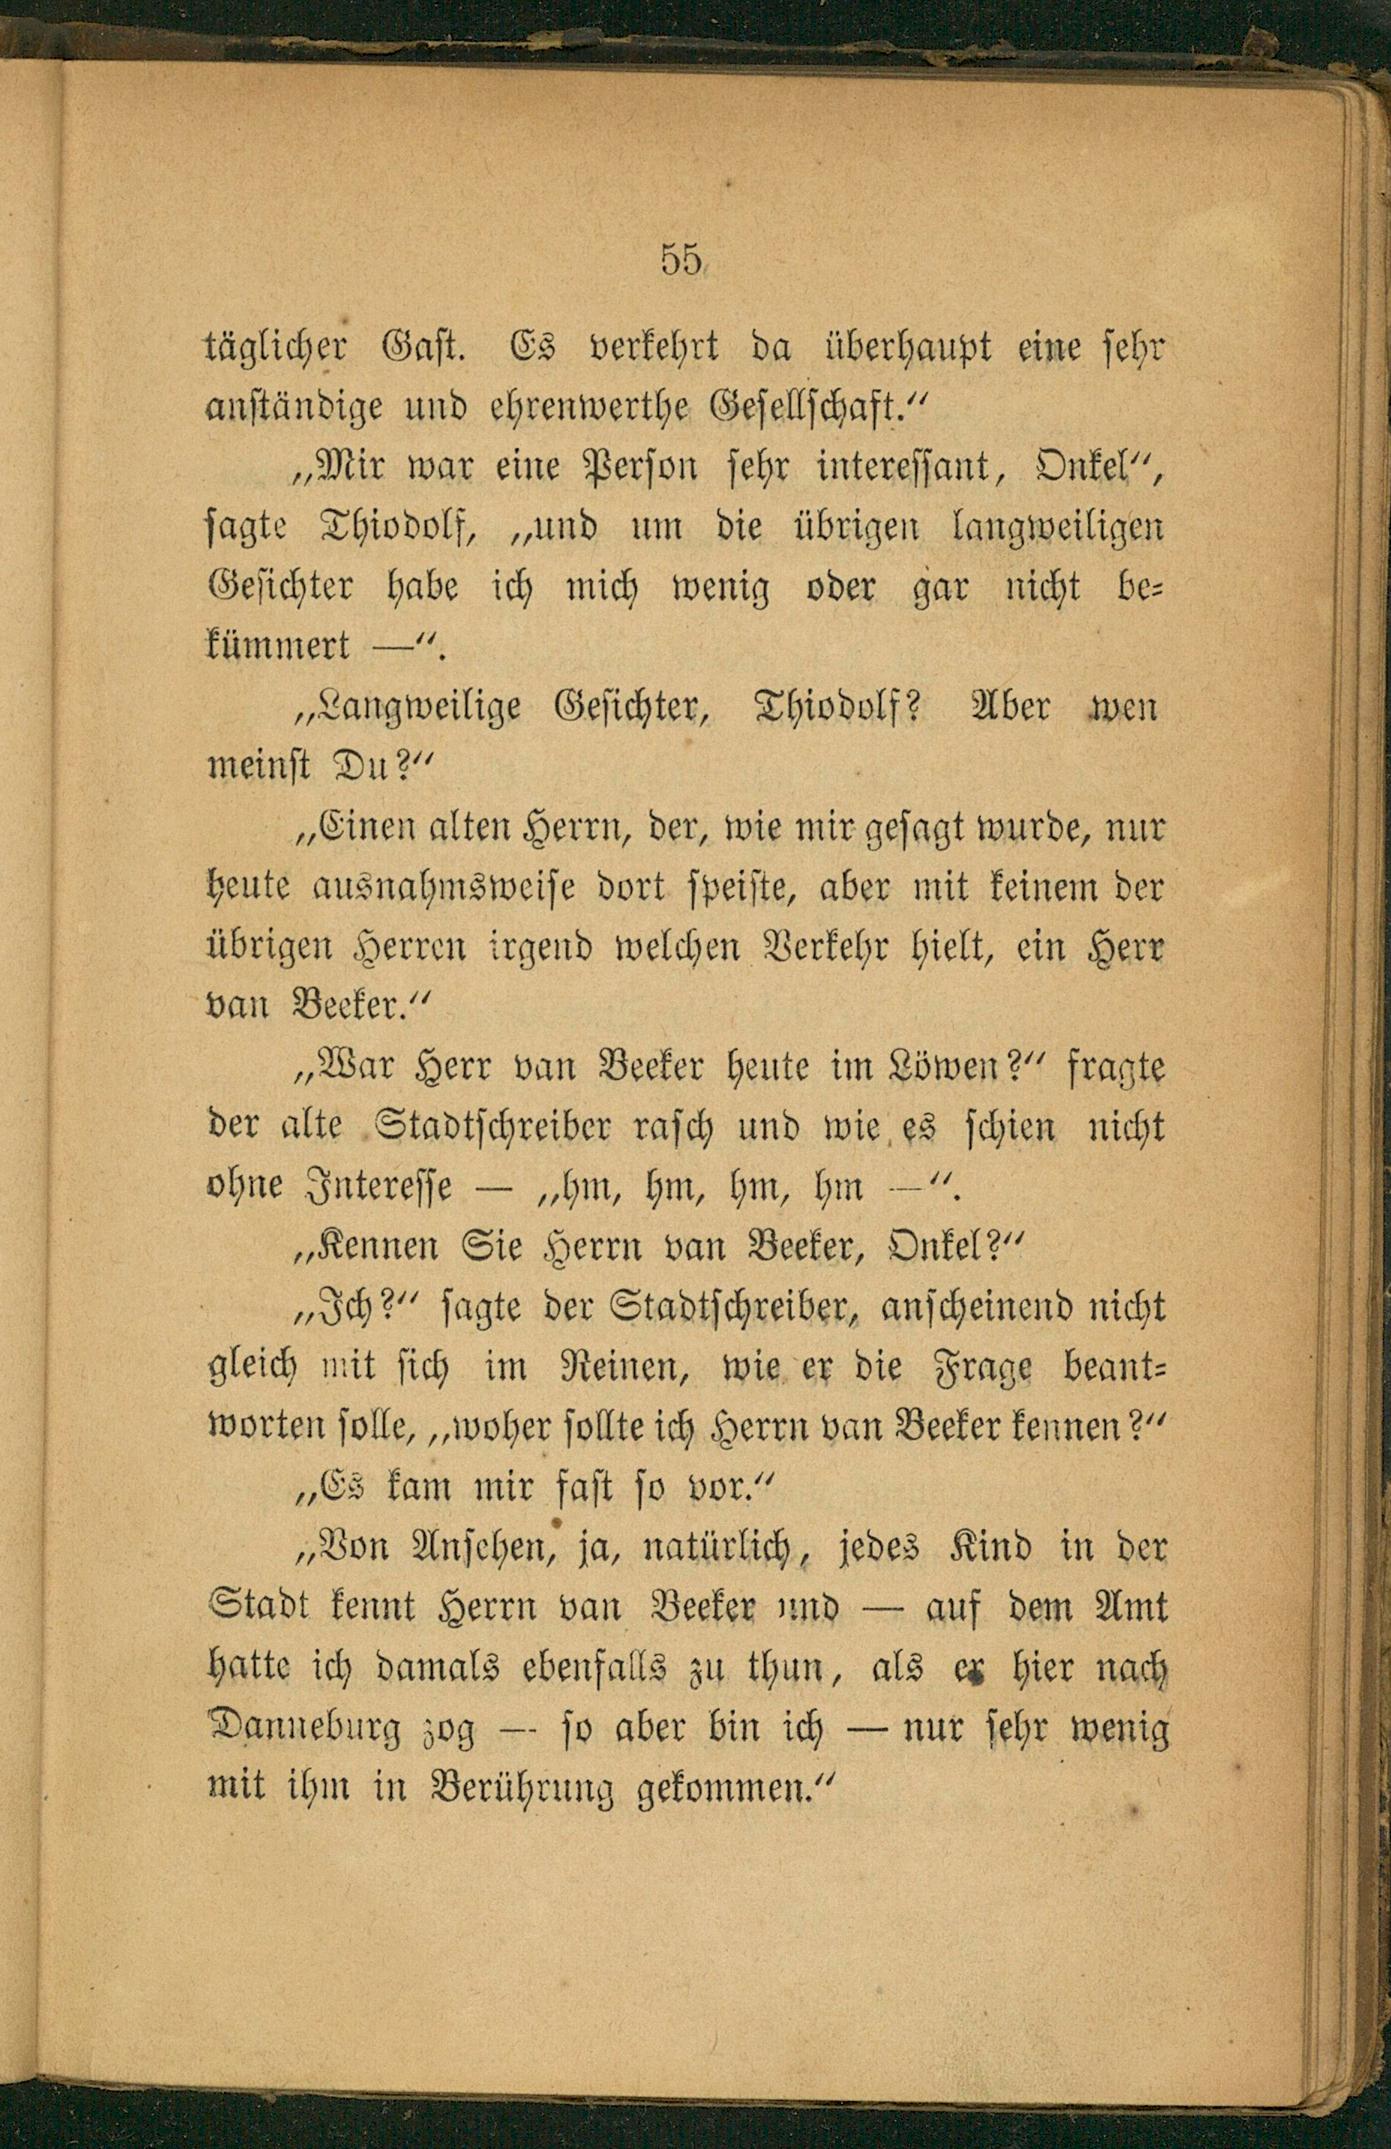 55
täglicher Gast. Es verkehrt da überhaupt eine sehr
anständige und ehrenwerthe Gesellschaft.“
„Mir war eine Person sehr interessant, Onkel“,
sagte Thiodolf, „und um die übrigen langweiligen
Gesichter habe ich mich wenig oder gar nicht be-
kümmert —“.
„Langweilige Gesichter, Thiodolf? Aber wen
meinst Du?“
„Einen alten Herrn, der, wie mir gesagt wurde, nur
heute ausnahmsweise dort speiste, aber mit keinem der
übrigen Herren irgend welchen Verkehr hielt, ein Herr
van Beeker.“
„War Herr van Beeker heute im Löwen?“ fragte
der alte Stadtschreiber rasch und wie es schien nicht
ohne Interesse — „hm, hm, hm, hm —“.
„Kennen Sie Herrn van Beeker, Onkel?“
„Ich?“ sagte der Stadtschreiber, anscheinend nicht
gleich mit sich im Reinen, wie er die Frage beant-
worten solle, „woher sollte ich Herrn van Beeker kennen?“
„Es kam mir fast so vor.“
„Von Ansehen, ja, natürlich, jedes Kind in der
Stadt kennt Herrn van Beeker und — auf dem Amt
hatte ich damals ebenfalls zu thun, als er hier nach
Danneburg zog — so aber bin ich — nur sehr wenig
mit ihm in Berührung gekommen.“